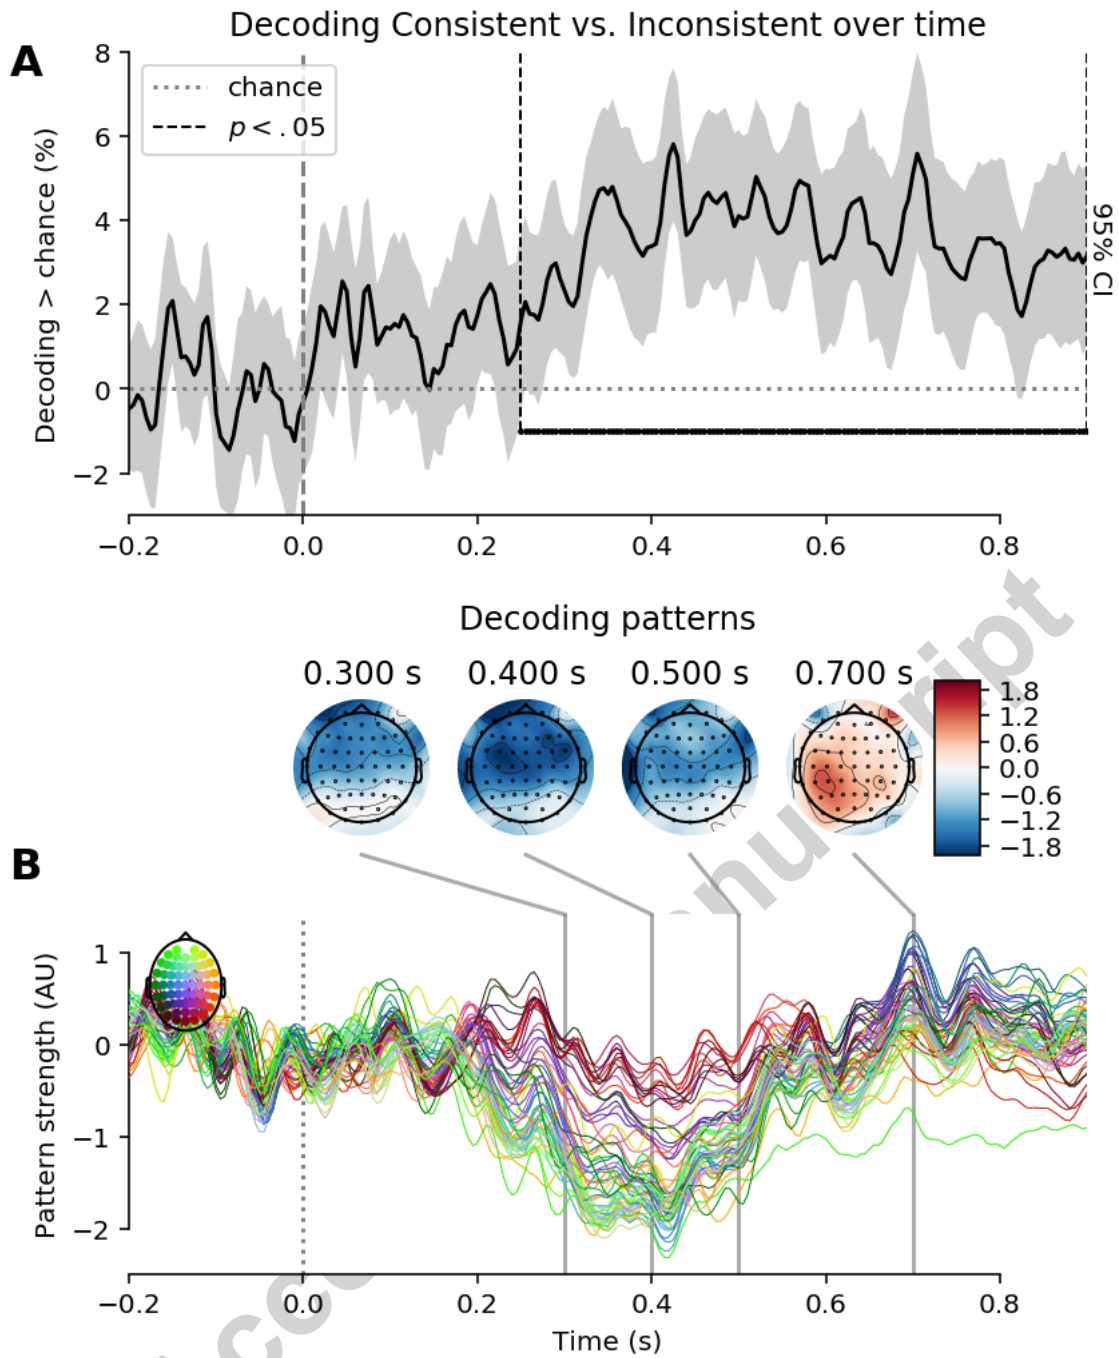 Decoding Consistent vs. Inconsistent over time
A
8
6
4
2
0
−2
Decoding > chance (%)
chance
p < .05
95% CI
−0.2 0.0 0.2 0.4 0.6 0.8
Decoding patterns
0.300 s 0.400 s 0.500 s 0.700 s
1.8
1.2
0.6
0.0
−0.6
−1.2
−1.8
B
1
0
−1
−2
Pattern strength (AU)
−0.2 0.0 0.2 0.4 0.6 0.8
Time (s)